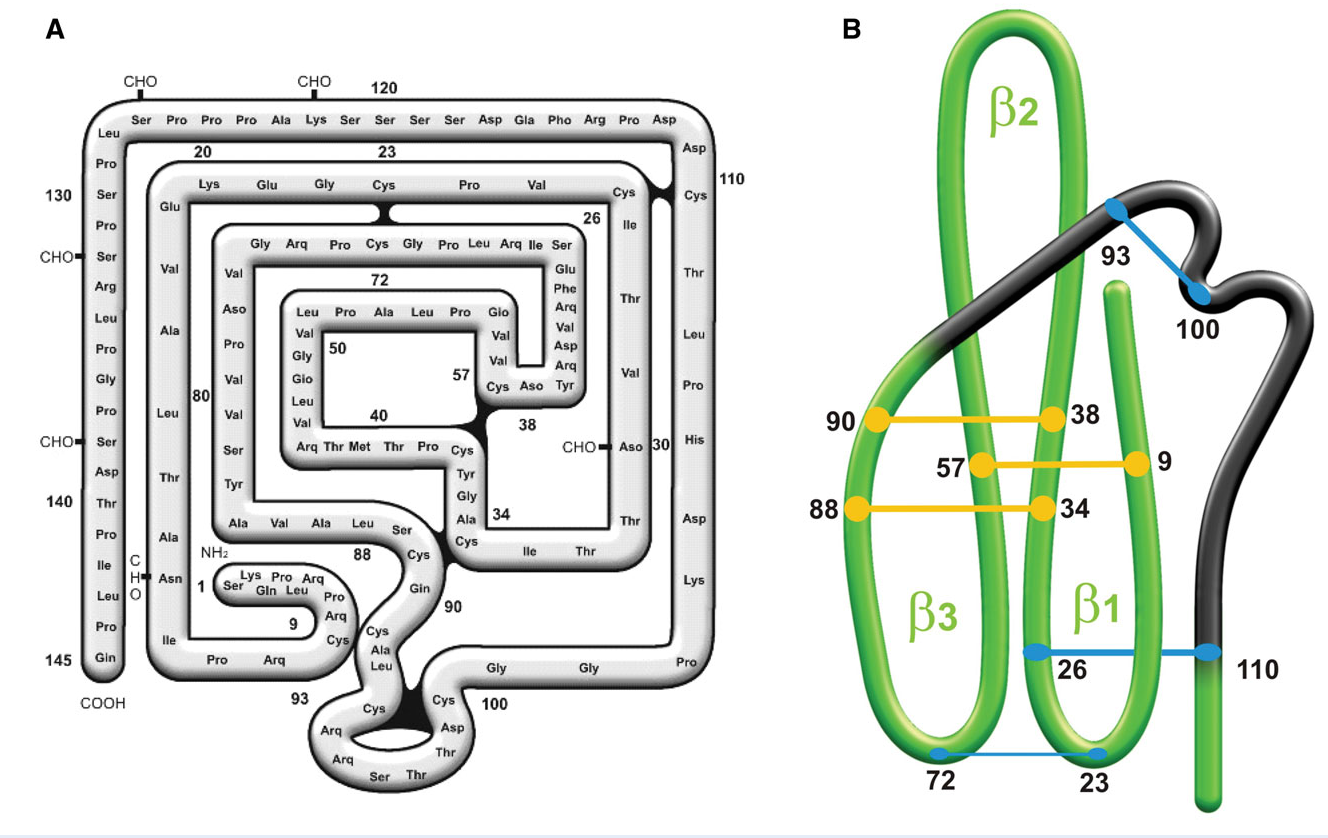 A
CHO CHO 120
Ser Pro Pro Pro Ala Lys Ser Ser Ser Ser Asp Gla Pho Arg Pro Asp
Leu
Pro
130 Ser
Pro
CHO Ser
Arg
Leu
Pro
Gly
Pro
CHO Ser
Asp
140 Thr
Pro
Ile
Leu
Pro
145 Gin
COOH
Asp
110
Cys
Thr
Leu
Pro
His
Asp
Lys
Pro
20 23
Lys Glu Gly Cys Pro Val
Cys
26
Ile
Thr
Val
CHO Aso 30
Thr
Glu
Val
Ala
Leu
Thr
Ala
C
H
O
Asn
Ile
Pro Arq
Gly Arq Pro Cys Gly Pro Leu Arq Ile Ser
Glu
Phe
Arq
Val
Asp
Arq
Tyr
Val
Aso
Pro
80 Val
Val
Ser
Tyr
72
Leu Pro Ala Leu Pro Gio
Val
Val
57
Cys Aso
38
Val
50
Gly
Gio
Leu
Val
40
Arq Thr Met Thr Pro Cys
Tyr
Gly
34
Ala
Cys
Ile Thr
Ala Val Ala Leu Ser
88 Cys
Gin
90
NH₂
1 Ser Lys Pro Arq
Gln Leu
Pro
Arq
9 Cys
Cys
Ala
Leu
93
Cys
Arq
Arq
Ser
Thr
Thr
Asp
Cys
100
Gly Gly
B
β2
93
100
90 38
57 9
88 34
β3 β1
26 110
72 23